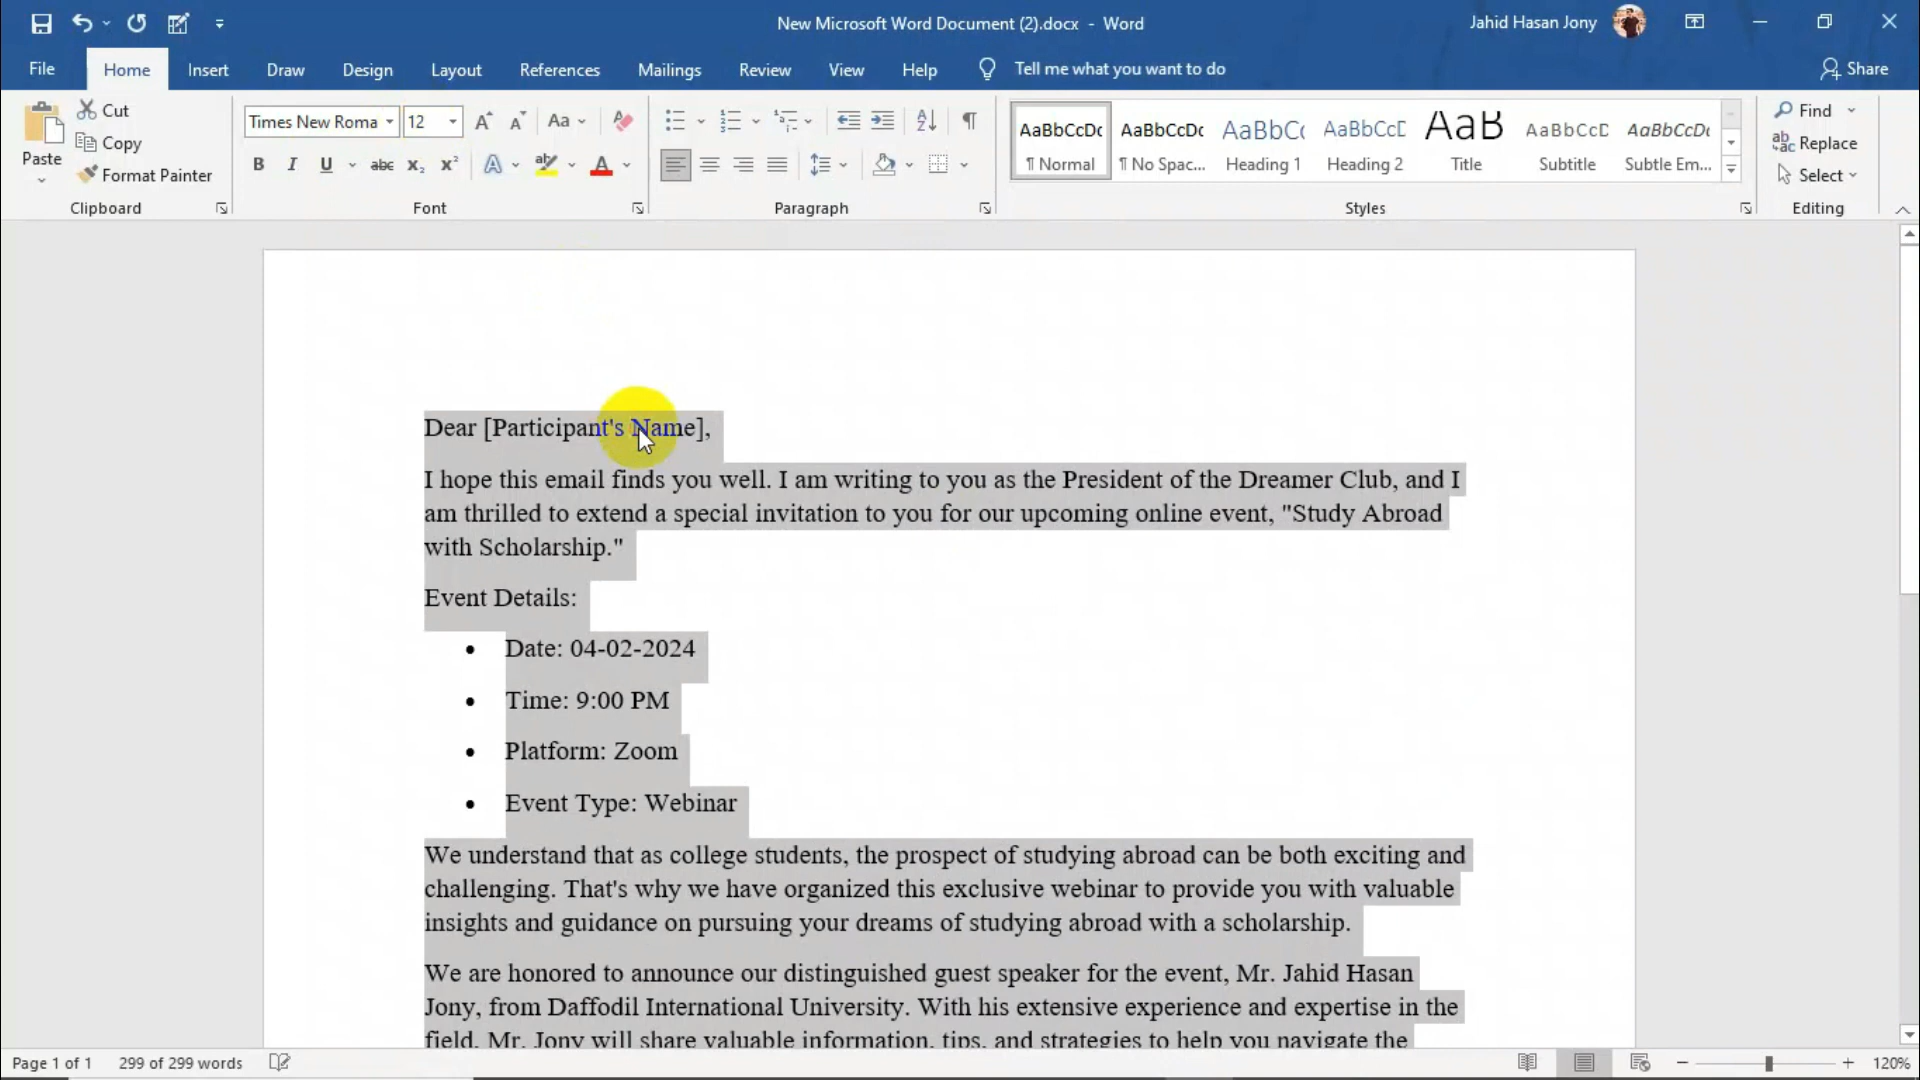 New Microsoft Word Document (2).docx - Word
Jahid Hasan Jony
File Home Insert Draw Design Layout References Mailings Review View Help Tell me what you want to do Share
Paste
Cut
Copy
Format Painter
Clipboard
Times New Roma 12 Aa
B I U abc x₂ x² A ab A
Font
Paragraph
AaBbCcDc AaBbCcDc AaBbCc AaBbCcD AaB AaBbCcD AaBbCcDc
¶ Normal ¶ No Spac... Heading 1 Heading 2 Title Subtitle Subtle Em...
Styles
Find
Replace
Select
Editing
Dear [Participant's Name],
I hope this email finds you well. I am writing to you as the President of the Dreamer Club, and I
am thrilled to extend a special invitation to you for our upcoming online event, "Study Abroad
with Scholarship."
Event Details:
• Date: 04-02-2024
• Time: 9:00 PM
• Platform: Zoom
• Event Type: Webinar
We understand that as college students, the prospect of studying abroad can be both exciting and
challenging. That's why we have organized this exclusive webinar to provide you with valuable
insights and guidance on pursuing your dreams of studying abroad with a scholarship.
We are honored to announce our distinguished guest speaker for the event, Mr. Jahid Hasan
Jony, from Daffodil International University. With his extensive experience and expertise in the
field, Mr. Jony will share valuable information, tips, and strategies to help you navigate the
Page 1 of 1 299 of 299 words 120%